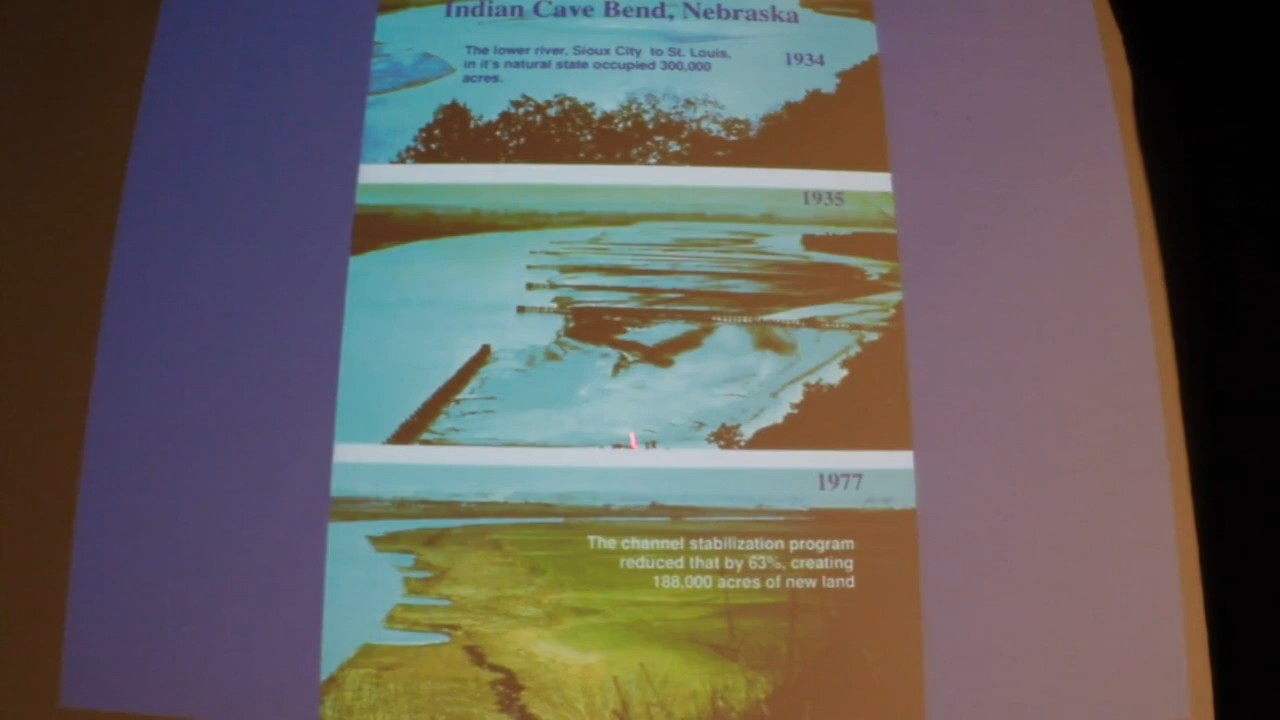 Indian Cave Bend, Nebraska
The lower river, Sioux City to St. Louis,
in it's natural state occupied 300,000
acres.
1934
1935
1977
The channel stabilization program
reduced that by 63%, creating
188,000 acres of new land